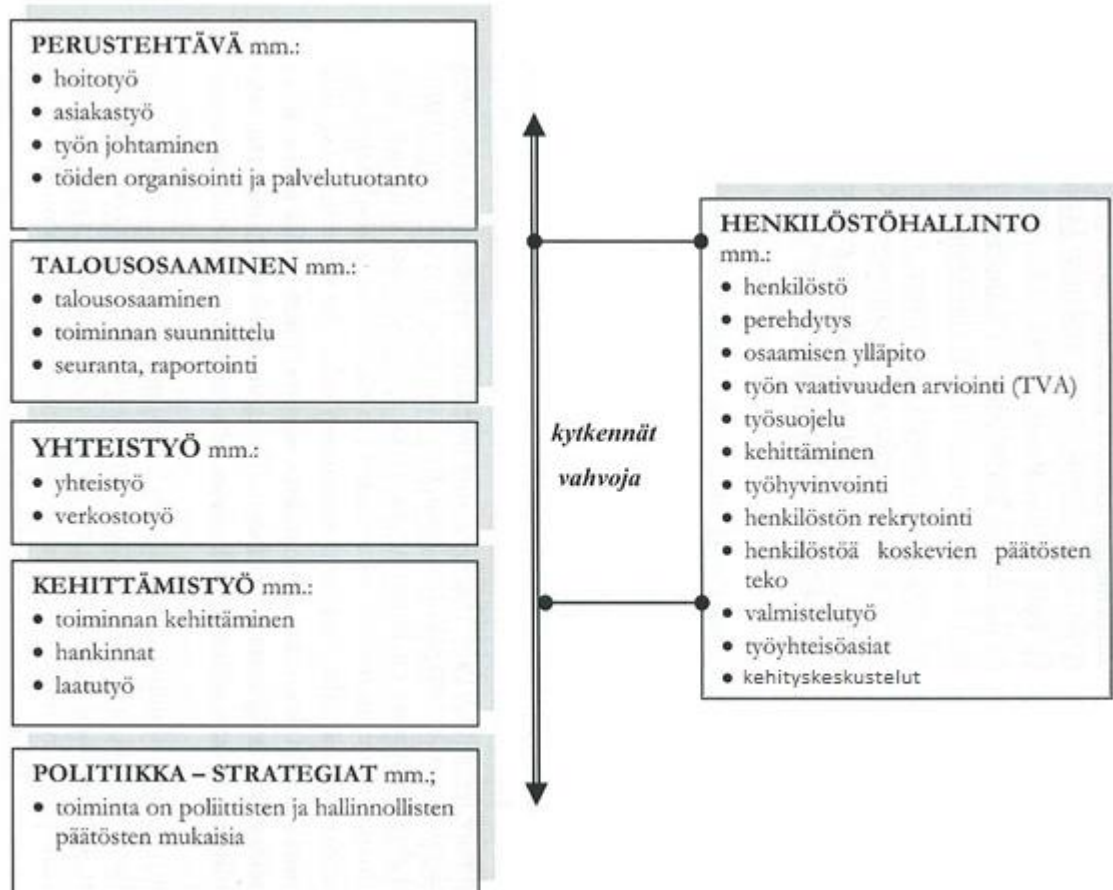 PERUSTEHTÄVÄ mm.:
• hoitotyö
• asiakastyö
• työn johtaminen
• töiden organisointi ja palvelutuotanto
TALOUSOSAAMINEN mm.:
• talousosaaminen
• toiminnan suunnittelu
• seuranta, raportointi
YHTEISTYÖ mm.:
• yhteistyö
• verkostotyö
KEHITTÄMISTYÖ mm.:
• toiminnan kehittäminen
• hankinnat
• laatutyö
POLITIIKKA – STRATEGIAT mm.;
• toiminta on poliittisten ja hallinnollisten
päätösten mukaisia
kytkennät
vahvoja
HENKILÖSTÖHALLINTO
mm.:
• henkilöstö
• perehdytys
• osaamisen ylläpito
• työn vaativuuden arviointi (TVA)
• työsuojelu
• kehittäminen
• työhyvinvointi
• henkilöstön rekrytointi
• henkilöstöä koskevien päätösten
teko
• valmistelutyö
• työyhteisöasiat
• kehityskeskustelut